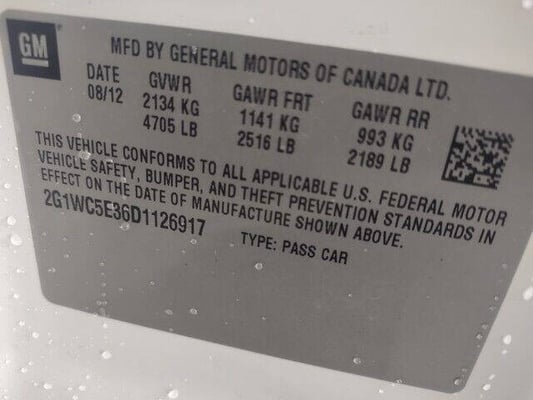 GM
MFD BY GENERAL MOTORS OF CANADA LTD.
DATE GVWR GAWR FRT GAWR RR
08/12 2134 KG 1141 KG 993 KG
4705 LB 2516 LB 2189 LB
THIS VEHICLE CONFORMS TO ALL APPLICABLE U.S. FEDERAL MOTOR
VEHICLE SAFETY, BUMPER, AND THEFT PREVENTION STANDARDS IN
EFFECT ON THE DATE OF MANUFACTURE SHOWN ABOVE.
2G1WC5E36D1126917 TYPE: PASS CAR